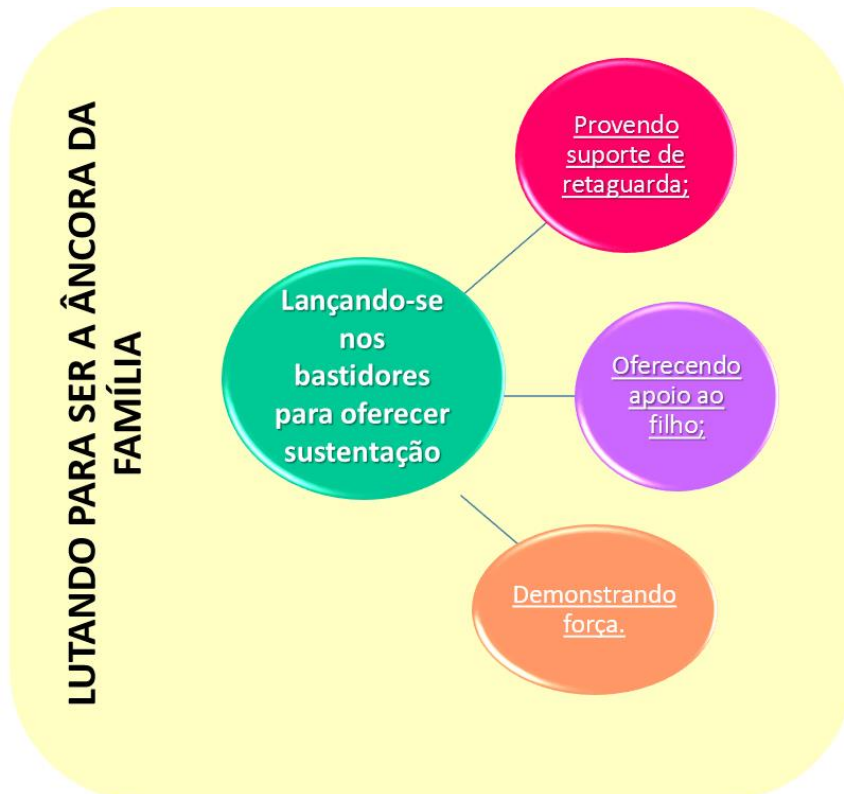 LUTANDO PARA SER A ÂNCORA DA
FAMÍLIA
Lançando-se
nos
bastidores
para oferecer
sustentação
Provendo
suporte de
retaguarda;
Oferecendo
apoio ao
filho;
Demonstrando
força.